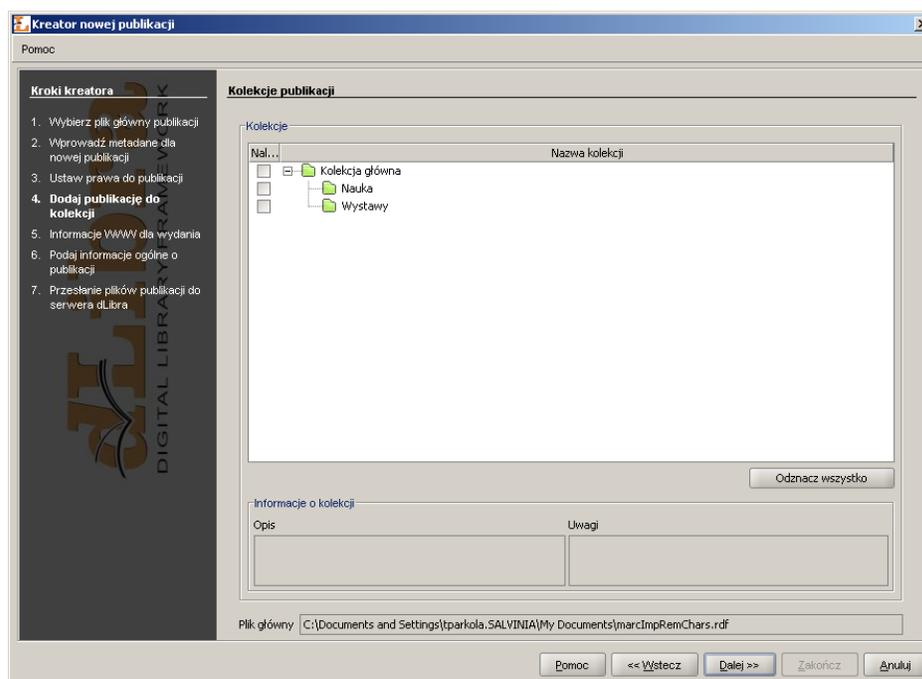 Kreator nowej publikacji
Pomoc
Kroki kreatora
1. Wybierz plik główny publikacji
2. Wprowadź metadane dla
nowej publikacji
3. Ustaw prawa do publikacji
4. Dodaj publikację do
kolekcji
5. Informacje WWW dla wydania
6. Podaj informacje ogólne o
publikacji
7. Przesłanie plików publikacji do
serwera dLibra
dLibra
DIGITAL LIBRARY FRAMEWORK
Kolekcje publikacji
Kolekcje
Nal... Nazwa kolekcji
Kolekcja główna
Nauka
Wystawy
Odznacz wszystko
Informacje o kolekcji
Opis Uwagi
Plik główny C:\Documents and Settings\tparkola.SALVINIA\My Documents\marcImpRemChars.rdf
Pomoc << Wstecz Dalej >> Zakończ Anuluj